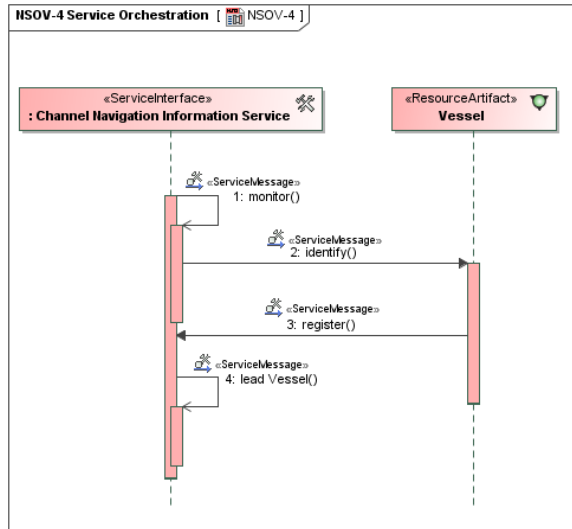 NSOV-4 Service Orchestration [ NSOV-4 ]
«ServiceInterface»
: Channel Navigation Information Service
«ResourceArtifact»
Vessel
«ServiceMessage»
1: monitor()
«ServiceMessage»
2: identify()
«ServiceMessage»
3: register()
«ServiceMessage»
4: lead Vessel()